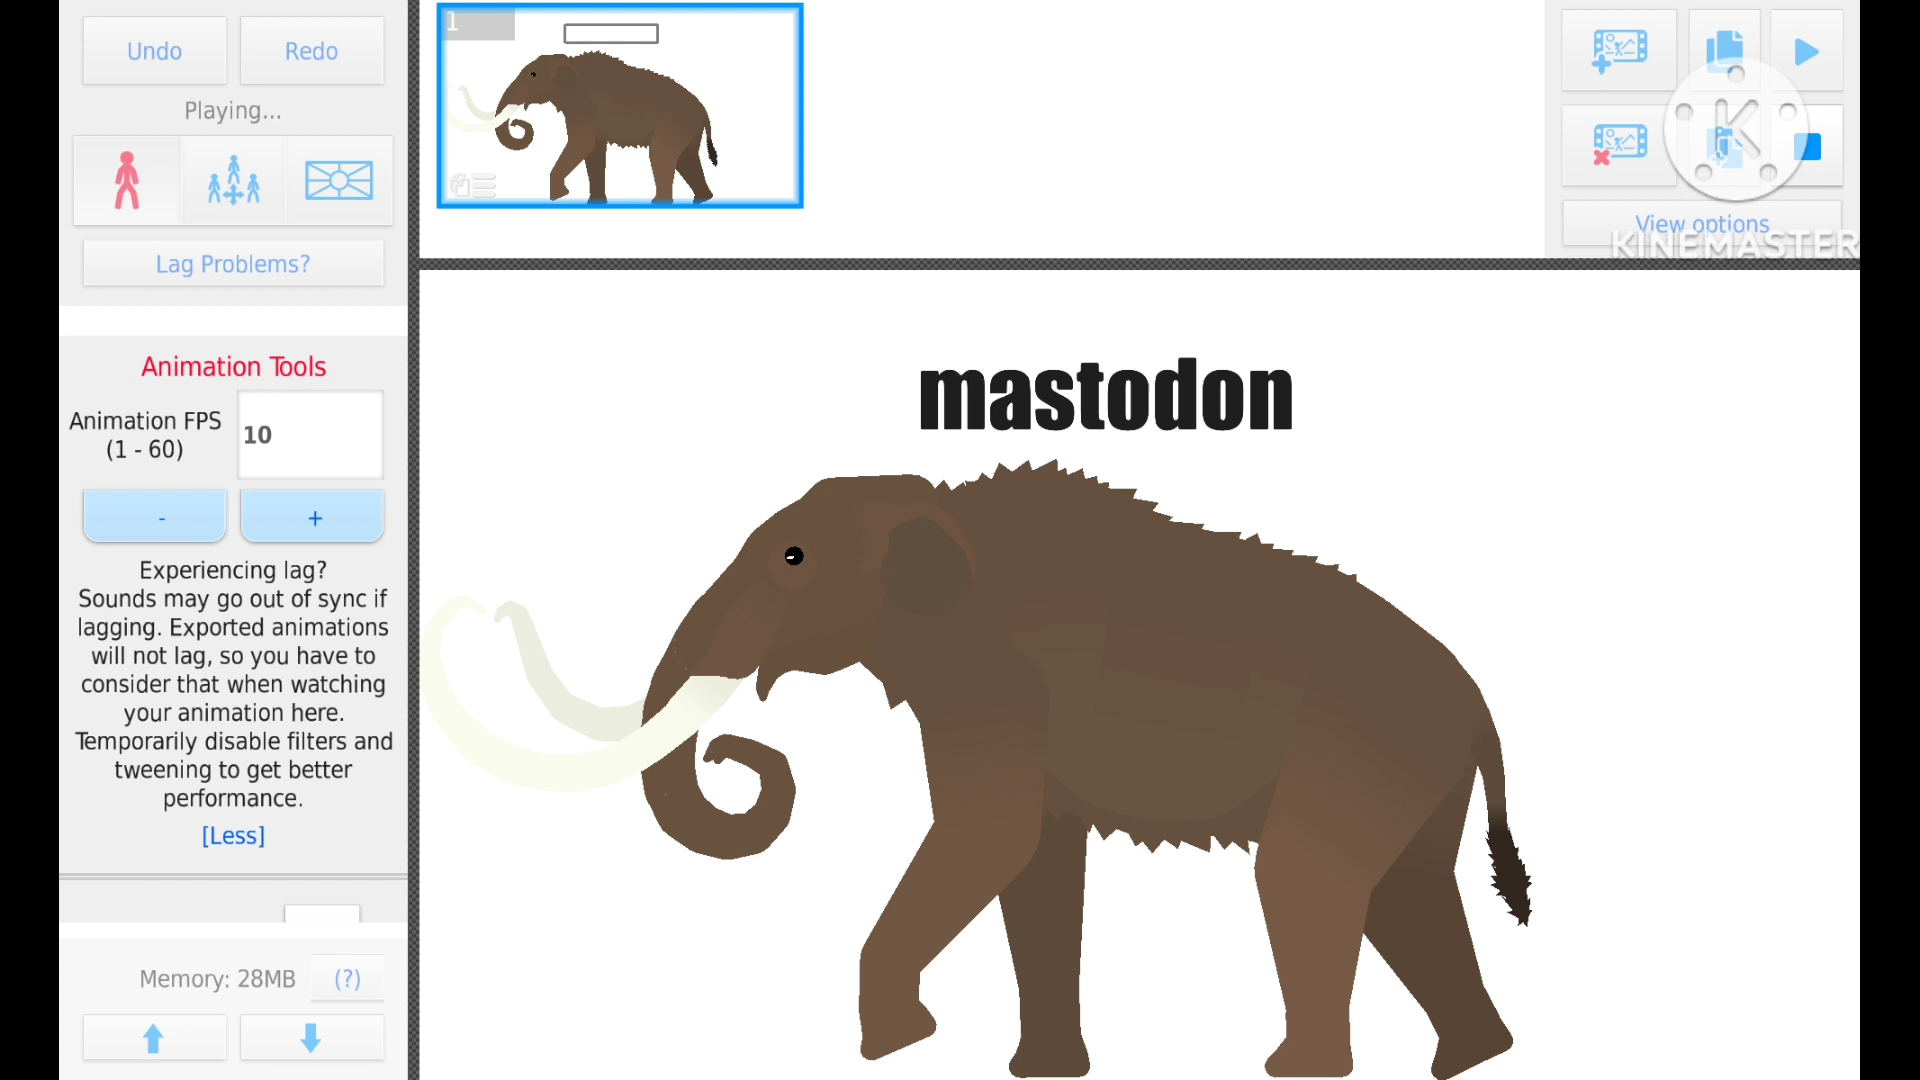 Undo
Redo
Playing...
Lag Problems?
Animation Tools
Animation FPS
(1 - 60)
10
-
+
Experiencing lag?
Sounds may go out of sync if
lagging. Exported animations
will not lag, so you have to
consider that when watching
your animation here.
Temporarily disable filters and
tweening to get better
performance.
[Less]
Memory: 28MB
(?)
1
View options
K
KINEMASTER
mastodon